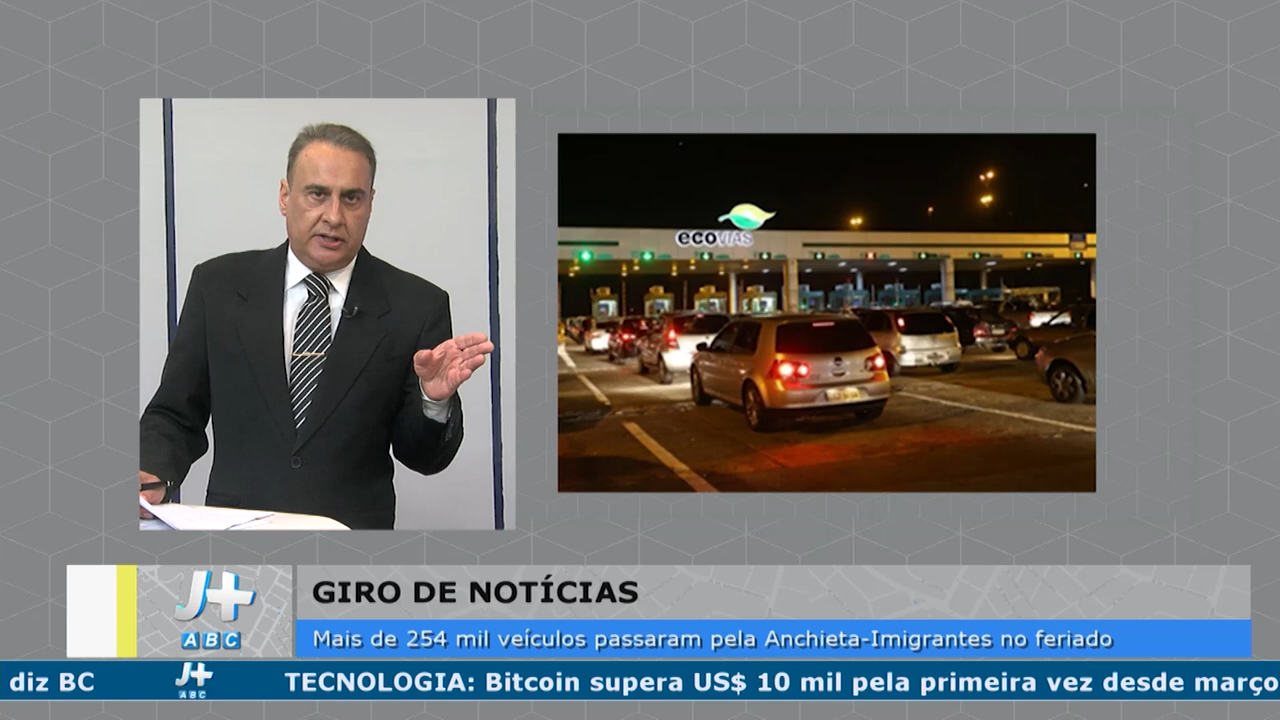 ecoVIAS
J+
ABC
GIRO DE NOTÍCIAS
Mais de 254 mil veículos passaram pela Anchieta-Imigrantes no feriado
diz BC
J+
ABC
TECNOLOGIA: Bitcoin supera US$ 10 mil pela primeira vez desde março